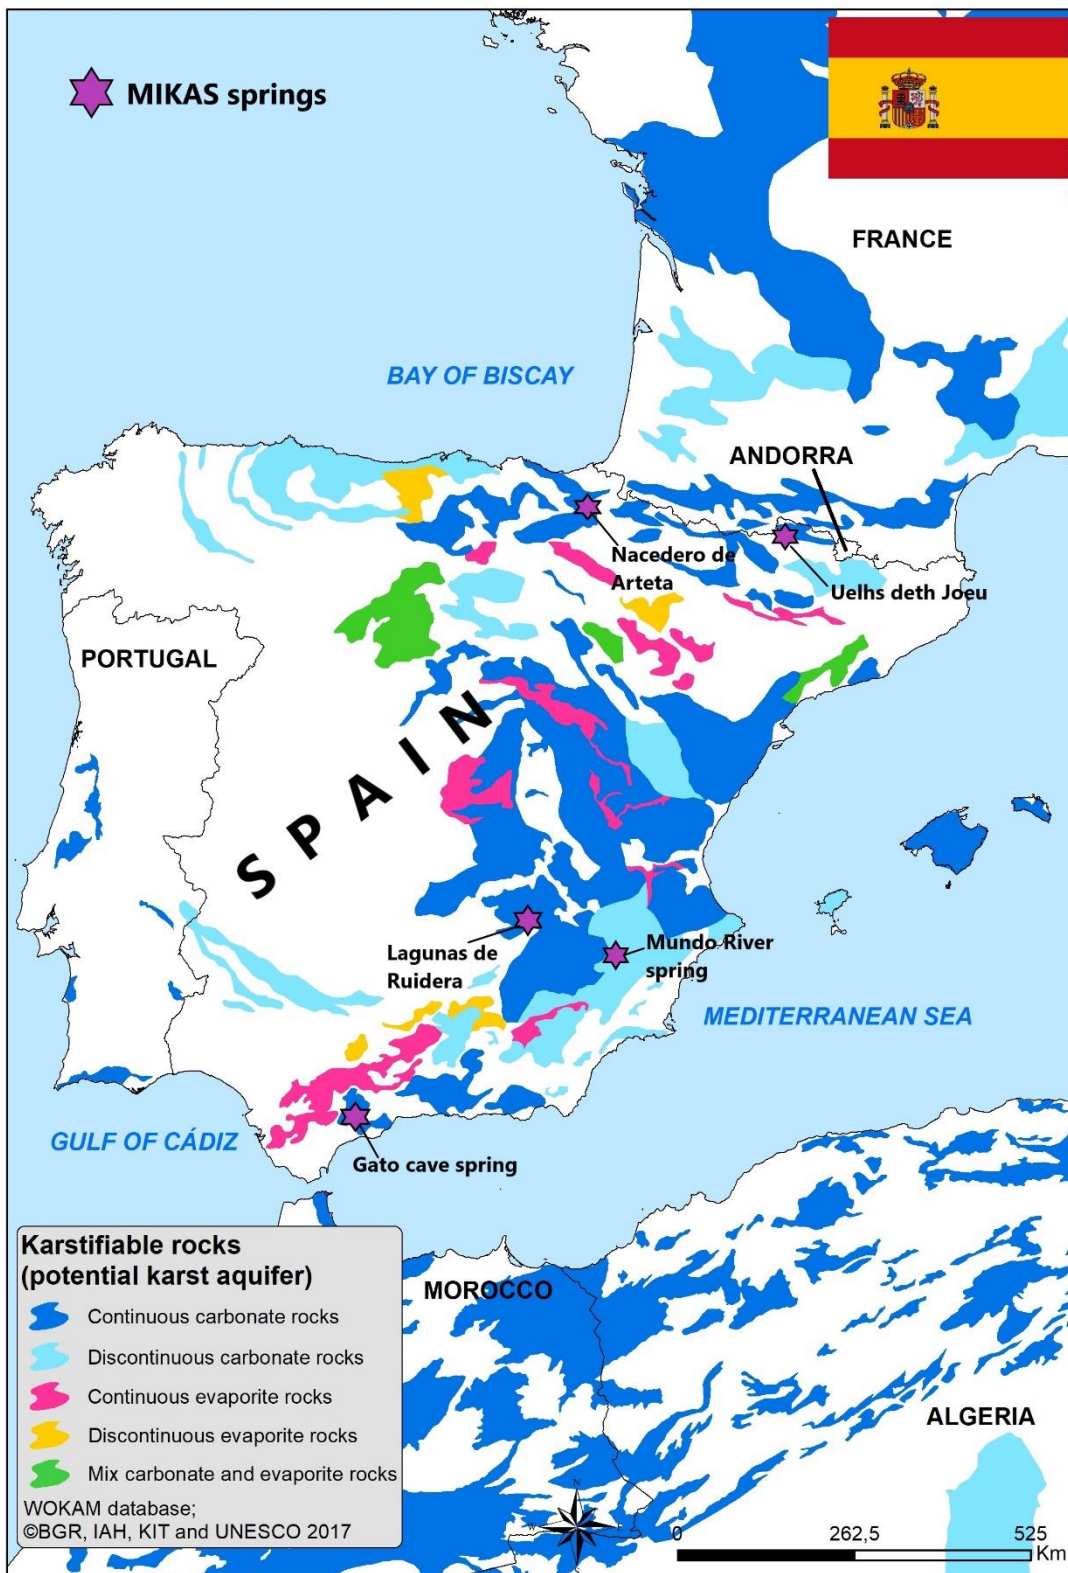 MIKAS springs
FRANCE
BAY OF BISCAY
ANDORRA
Nacedero de
Arteta
Uelhs deth Joeu
PORTUGAL
SPAIN
Lagunas de
Ruidera
Mundo River
spring
MEDITERRANEAN SEA
GULF OF CÁDIZ
Gato cave spring
Karstifiable rocks
(potential karst aquifer)
Continuous carbonate rocks
Discontinuous carbonate rocks
Continuous evaporite rocks
Discontinuous evaporite rocks
Mix carbonate and evaporite rocks
WOKAM database;
©BGR, IAH, KIT and UNESCO 2017
MOROCCO
ALGERIA
N
0 262,5 525
Km